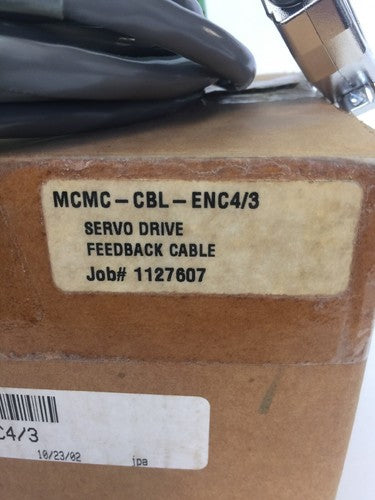 MCMC-CBL-ENC4/3
SERVO DRIVE
FEEDBACK CABLE
Job# 1127607
C4/3
10/23/02 jpa